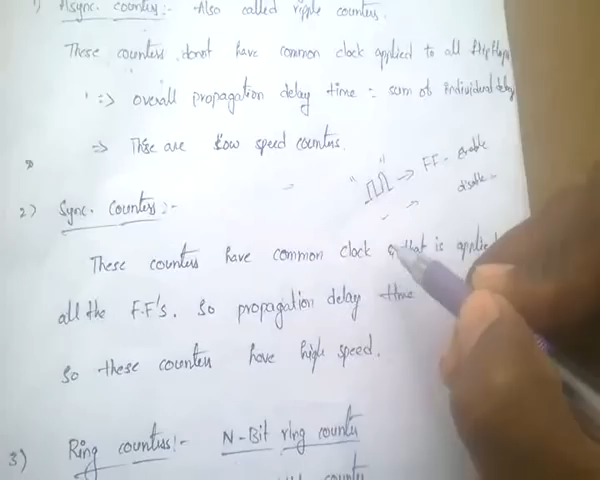 1) Async. counters:- Also called ripple counters.
These counters donot have common clock applied to all flipflops
=> overall propagation delay time = sum of individual delay
=> These are slow speed counters.
" " → FF - enable
disable -
2) Sync. Counters:-
These counters have common clock that is applied
all the F.F's. So propagation delay time
So these counters have high speed.
3) Ring counters:- N-Bit ring counter
counter